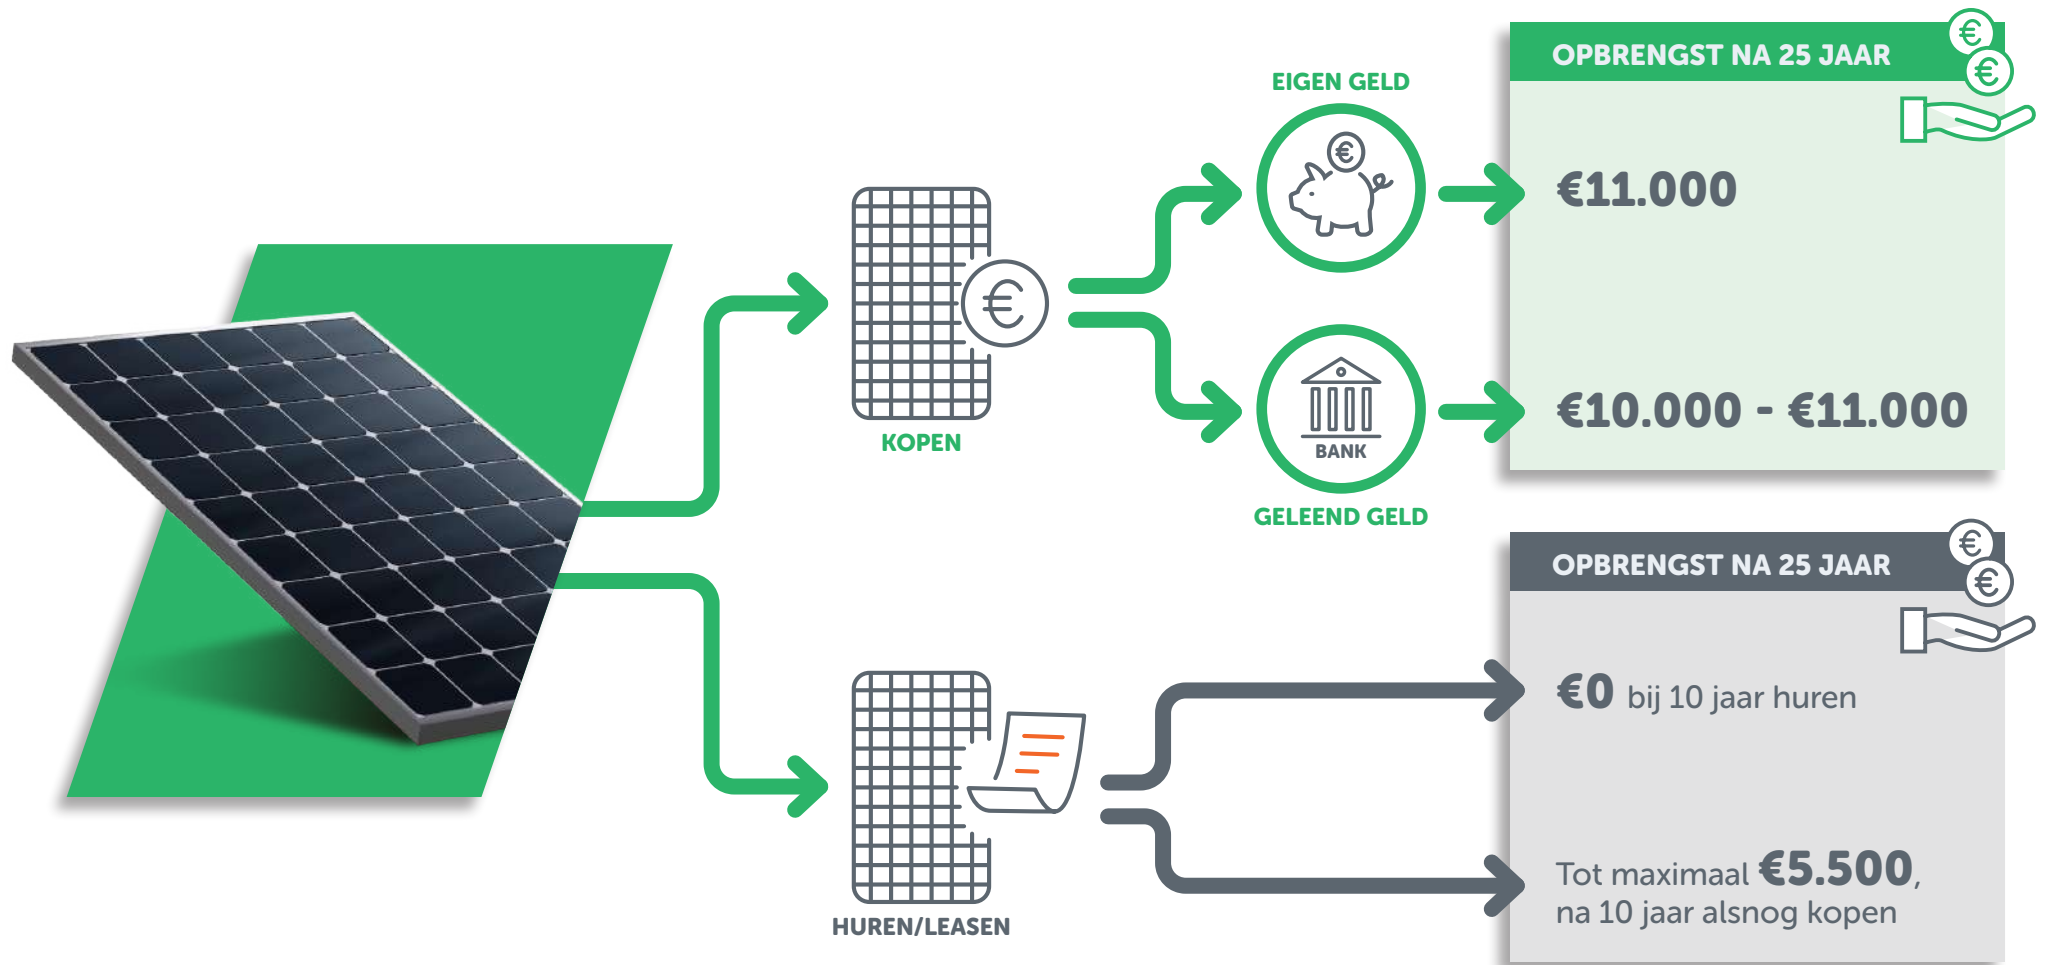 OPBRENGST NA 25 JAAR
EIGEN GELD
€
€
€
€11.000
€
KOPEN
BANK
GELEEND GELD
€10.000 - €11.000
OPBRENGST NA 25 JAAR
€
€
€0 bij 10 jaar huren
HUREN/LEASEN
Tot maximaal €5.500,
na 10 jaar alsnog kopen